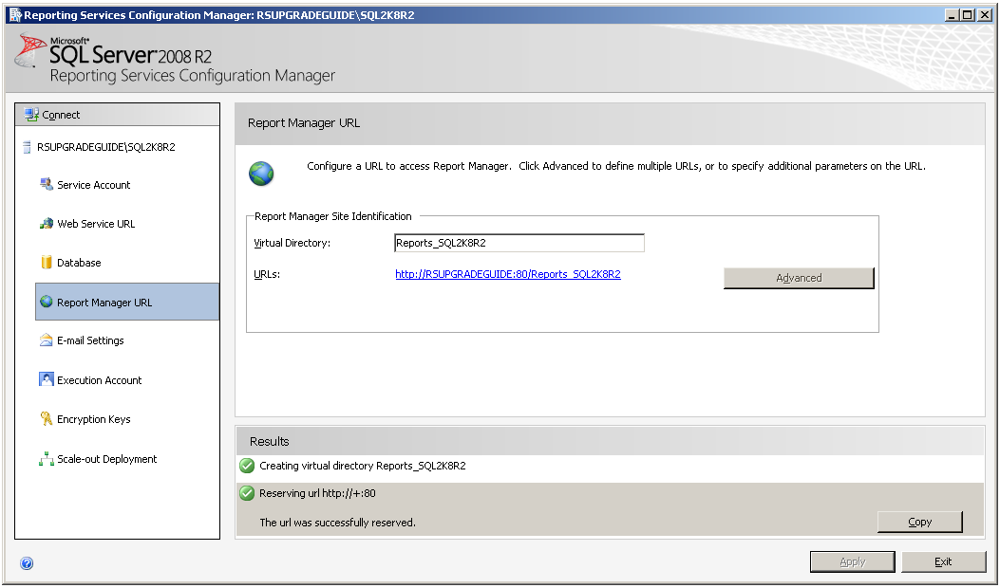 Reporting Services Configuration Manager: RSUPGRADEGUIDE\SQL2K8R2
Microsoft®
SQL Server 2008 R2
Reporting Services Configuration Manager
Connect
RSUPGRADEGUIDE\SQL2K8R2
Service Account
Web Service URL
Database
Report Manager URL
E-mail Settings
Execution Account
Encryption Keys
Scale-out Deployment
Report Manager URL
Configure a URL to access Report Manager. Click Advanced to define multiple URLs, or to specify additional parameters on the URL.
Report Manager Site Identification
Virtual Directory: Reports_SQL2K8R2
URLs: http://RSUPGRADEGUIDE:80/Reports_SQL2K8R2
Advanced
Results
Creating virtual directory Reports_SQL2K8R2
Reserving url http://+:80
The url was successfully reserved.
Copy
Apply Exit